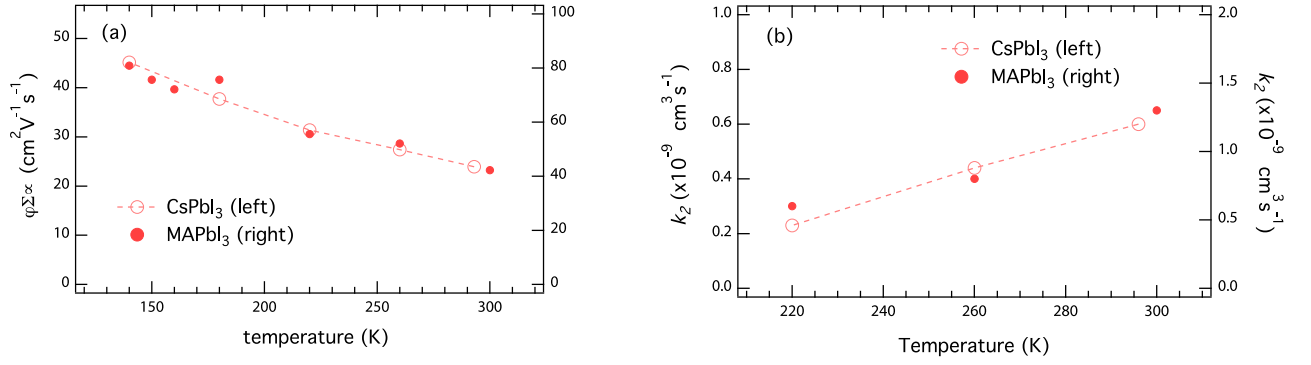 (a)
50
40
30
20
10
0
φΣ∝ (cm²V⁻¹s⁻¹)
100
80
60
40
20
0
CsPbI₃ (left)
MAPbI₃ (right)
150
200
250
300
temperature (K)
(b)
1.0
0.8
0.6
0.4
0.2
0.0
k₂ (x10⁻⁹ cm³s⁻¹)
CsPbI₃ (left)
MAPbI₃ (right)
2.0
1.5
1.0
0.5
0.0
k₂ (x10⁻⁹ cm³s⁻¹)
220
240
260
280
300
Temperature (K)